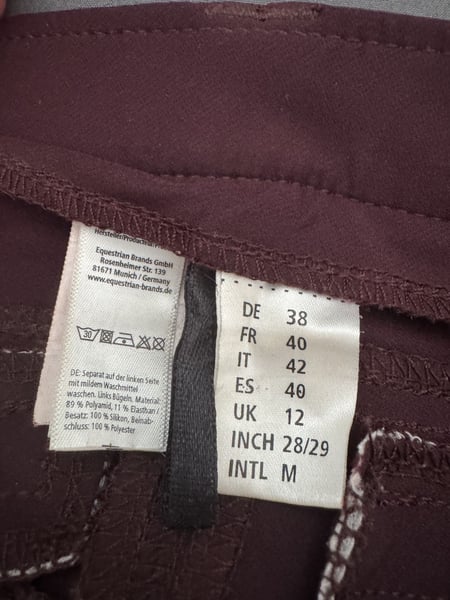 Hersteller/Producteur/
Equestrian Brands GmbH
Rosenheimer Str. 139
81671 Munich / Germany
www.equestrian-brands.de
30
DE: Separat auf der linken Seite
mit mildem Waschmittel
waschen. Links Bügeln. Material:
89 % Polyamid, 11 % Elasthan /
Besatz: 100 % Silikon, Beinab-
schluss: 100 % Polyester
DE 38
FR 40
IT 42
ES 40
UK 12
INCH 28/29
INTL M